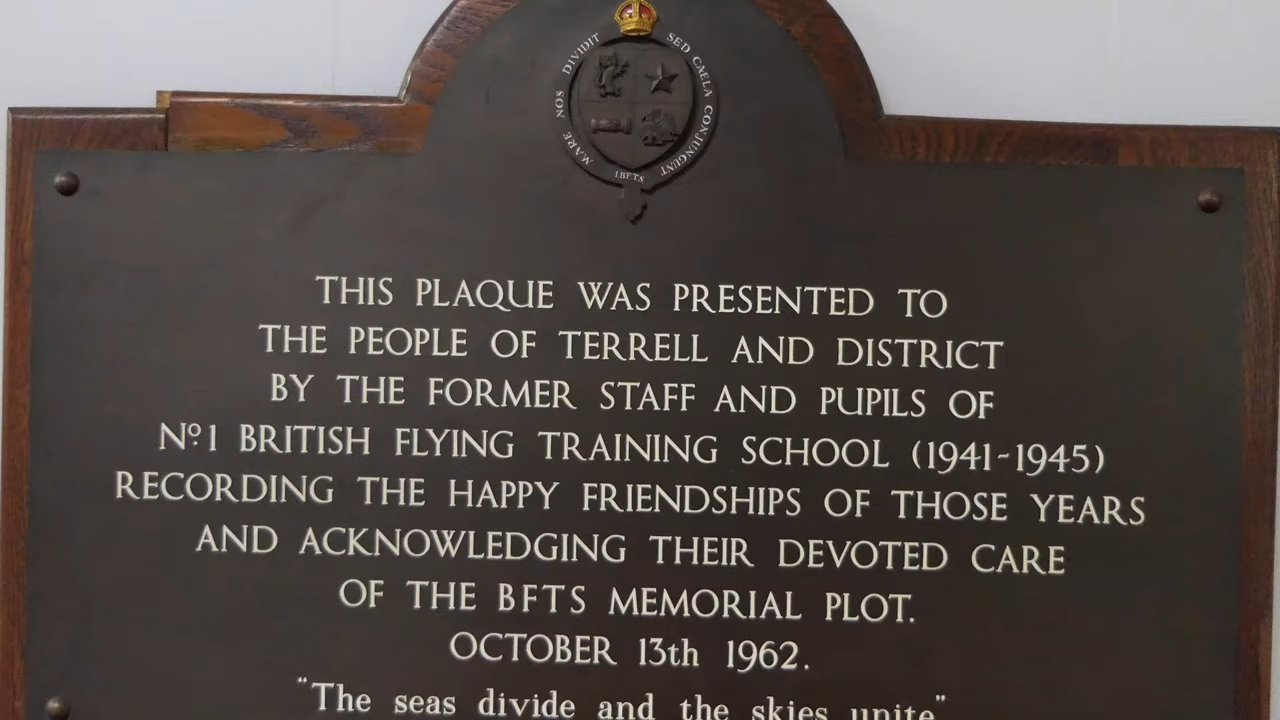 MARE NOS DIVIDIT SED CAELA CONJUNGUNT
1BFTS
THIS PLAQUE WAS PRESENTED TO
THE PEOPLE OF TERRELL AND DISTRICT
BY THE FORMER STAFF AND PUPILS OF
Nº1 BRITISH FLYING TRAINING SCHOOL (1941-1945)
RECORDING THE HAPPY FRIENDSHIPS OF THOSE YEARS
AND ACKNOWLEDGING THEIR DEVOTED CARE
OF THE BFTS MEMORIAL PLOT.
OCTOBER 13th 1962.
"The seas divide and the skies unite"